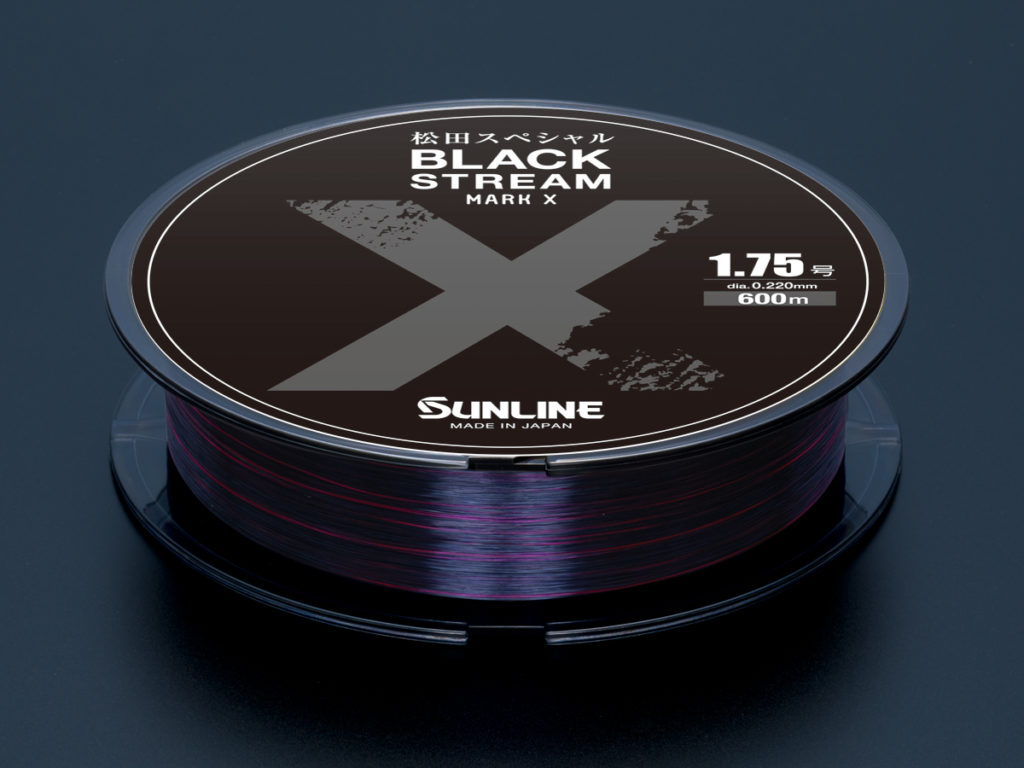 松田スペシャル
BLACK
STREAM
MARK X
X
1.75号
dia.0.220mm
600m
SUNLINE
MADE IN JAPAN